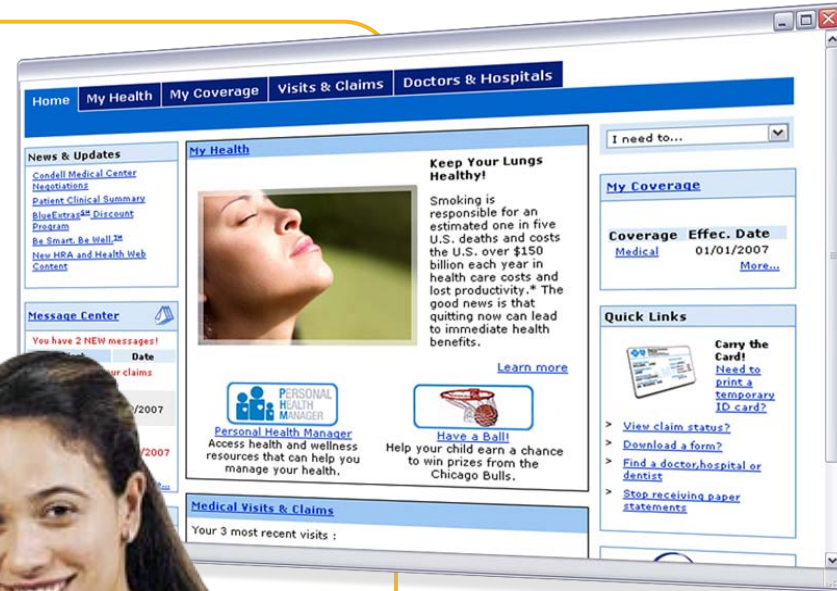 Home
My Health
My Coverage
Visits & Claims
Doctors & Hospitals
News & Updates
Condell Medical Center
Negotiations
Patient Clinical Summary
BlueExtras℠ Discount
Program
Be Smart. Be Well.℠
New HRA and Health Web
Content
Message Center
You have 2 NEW messages!
Date
ur claims
/2007
/2007
My Health
Keep Your Lungs
Healthy!
Smoking is
responsible for an
estimated one in five
U.S. deaths and costs
the U.S. over $150
billion each year in
health care costs and
lost productivity.* The
good news is that
quitting now can lead
to immediate health
benefits.
Learn more
PERSONAL
HEALTH
MANAGER
Personal Health Manager
Access health and wellness
resources that can help you
manage your health.
Have a Ball!
Help your child earn a chance
to win prizes from the
Chicago Bulls.
Medical Visits & Claims
Your 3 most recent visits :
I need to...
My Coverage
Coverage Effec. Date
Medical 01/01/2007
More...
Quick Links
Carry the
Card!
Need to
print a
temporary
ID card?
> View claim status?
> Download a form?
> Find a doctor,hospital or
dentist
> Stop receiving paper
statements